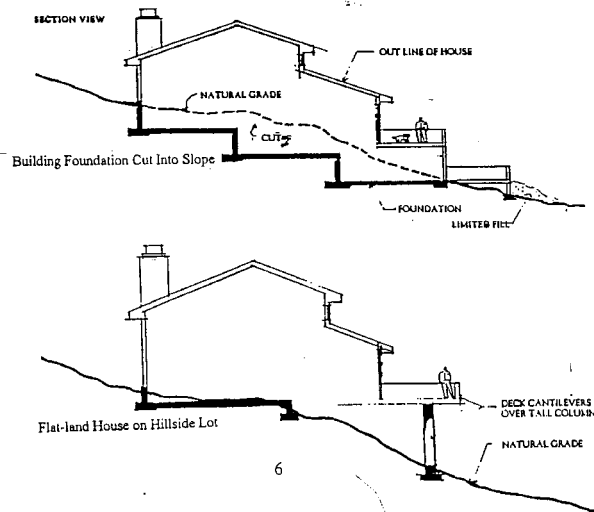 SECTION VIEW
OUT LINE OF HOUSE
NATURAL GRADE
CUT
Building Foundation Cut Into Slope
FOUNDATION
LIMITED FILL
DECK CANTILEVERS
OVER TALL COLUMN
Flat-land House on Hillside Lot
NATURAL GRADE
6